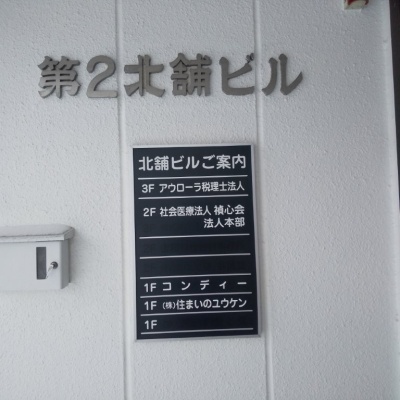 第2北舗ビル
北舗ビルご案内
3F アウローラ税理士法人
2F 社会医療法人 禎心会
法人本部
1F コンディー
1F (株)住まいのユウケン
1F